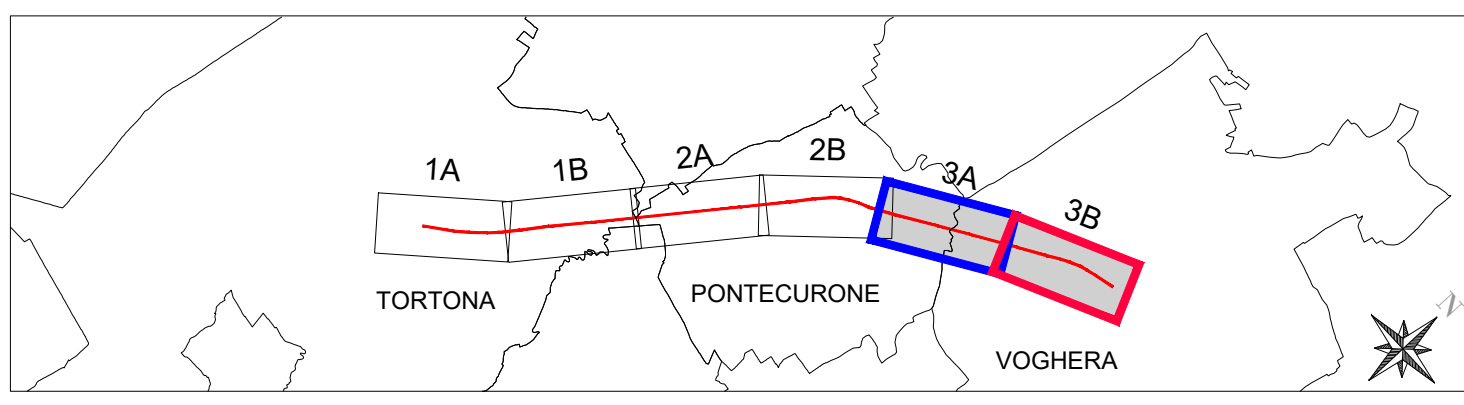 1A
1B
2A
2B
3A
3B
TORTONA
PONTECURONE
VOGHERA
N